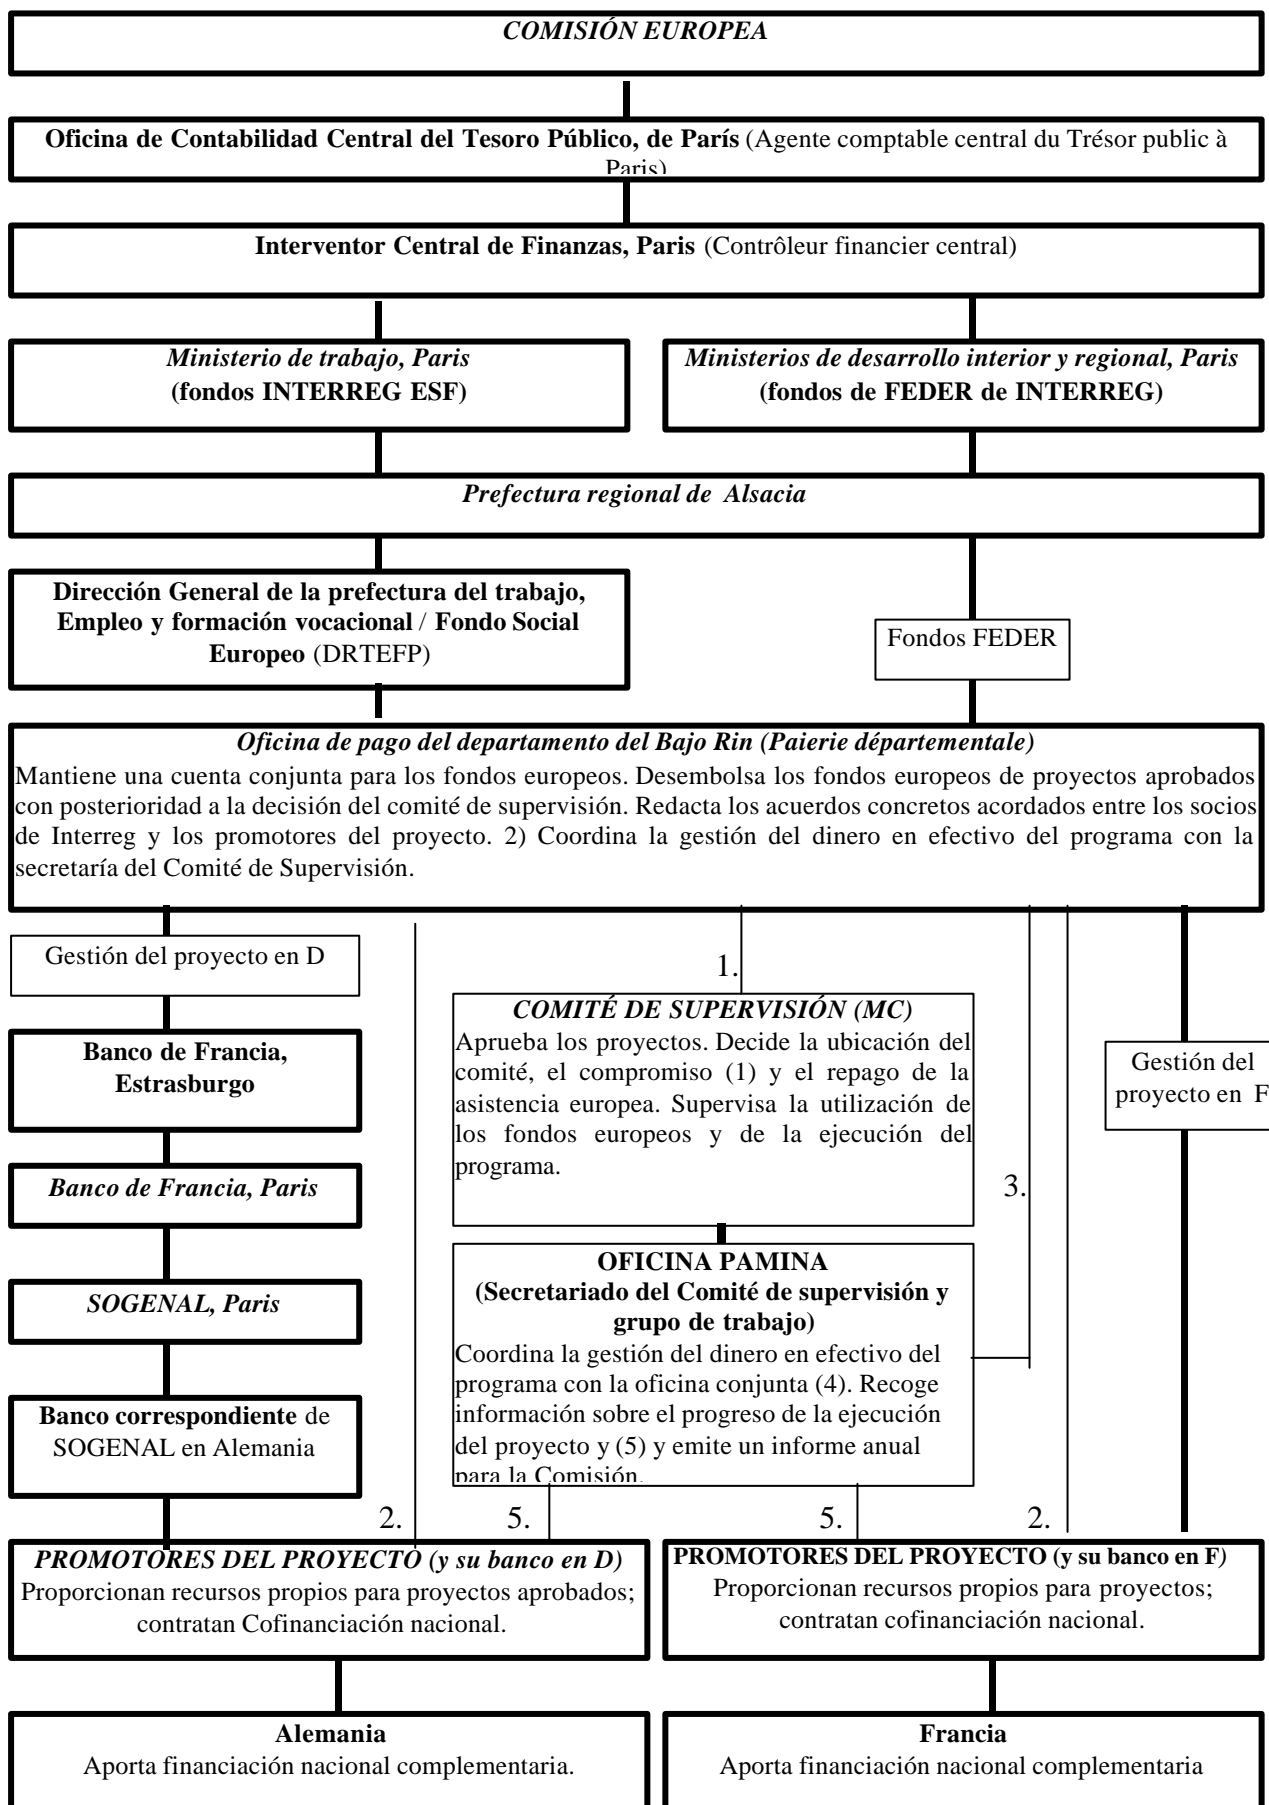 COMISIÓN EUROPEA
Oficina de Contabilidad Central del Tesoro Público, de París (Agente comptable central du Trésor public à
Paris)
Interventor Central de Finanzas, Paris (Contrôleur financier central)
Ministerio de trabajo, Paris
(fondos INTERREG ESF)
Ministerios de desarrollo interior y regional, Paris
(fondos de FEDER de INTERREG)
Prefectura regional de Alsacia
Dirección General de la prefectura del trabajo,
Empleo y formación vocacional / Fondo Social
Europeo (DRTEFP)
Fondos FEDER
Oficina de pago del departamento del Bajo Rin (Paierie départementale)
Mantiene una cuenta conjunta para los fondos europeos. Desembolsa los fondos europeos de proyectos aprobados
con posterioridad a la decisión del comité de supervisión. Redacta los acuerdos concretos acordados entre los socios
de Interreg y los promotores del proyecto. 2) Coordina la gestión del dinero en efectivo del programa con la
secretaría del Comité de Supervisión.
Gestión del proyecto en D
Banco de Francia,
Estrasburgo
Banco de Francia, Paris
SOGENAL, Paris
Banco correspondiente de
SOGENAL en Alemania
1.
COMITÉ DE SUPERVISIÓN (MC)
Aprueba los proyectos. Decide la ubicación del
comité, el compromiso (1) y el repago de la
asistencia europea. Supervisa la utilización de
los fondos europeos y de la ejecución del
programa.
3.
Gestión del
proyecto en F
OFICINA PAMINA
(Secretariado del Comité de supervisión y
grupo de trabajo)
Coordina la gestión del dinero en efectivo del
programa con la oficina conjunta (4). Recoge
información sobre el progreso de la ejecución
del proyecto y (5) y emite un informe anual
para la Comisión.
2. 5. 5. 2.
PROMOTORES DEL PROYECTO (y su banco en D)
Proporcionan recursos propios para proyectos aprobados;
contratan Cofinanciación nacional.
PROMOTORES DEL PROYECTO (y su banco en F)
Proporcionan recursos propios para proyectos;
contratan cofinanciación nacional.
Alemania
Aporta financiación nacional complementaria.
Francia
Aporta financiación nacional complementaria